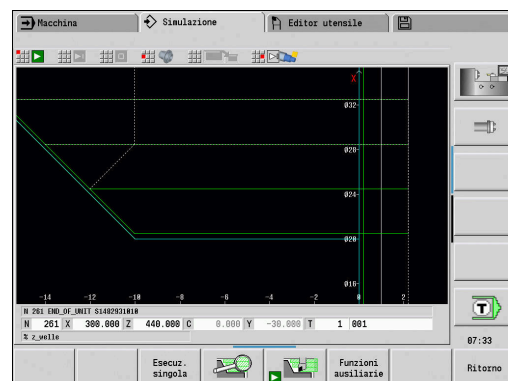 Macchina
Simulazione
Editor utensile
X
ø32
ø28
ø24
ø20
ø16
-14 -12 -10 -8 -6 -4 -2 0 2
N 261 END_OF_UNIT S1482931010
N 261 X 300.000 Z 440.000 C 0.000 Y -30.000 T 1 001
% z_welle
T
07:33
Esecuz. singola
Funzioni ausiliarie
Ritorno